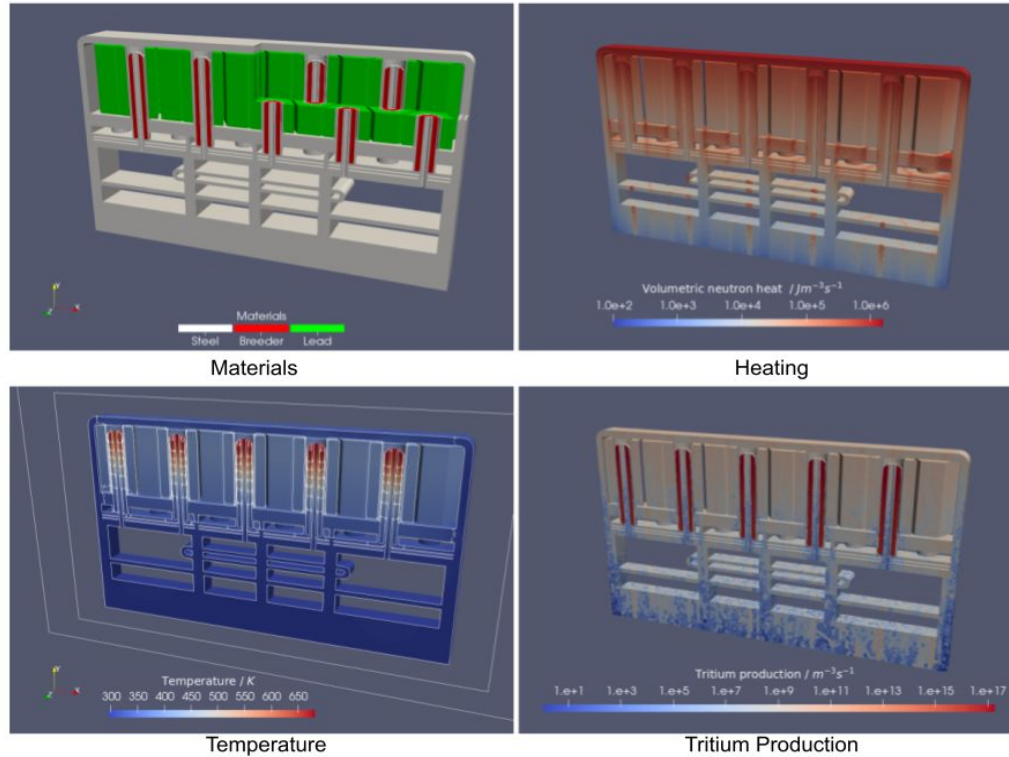 Materials
Steel Breeder Lead
Materials
Volumetric neutron heat / Jm⁻³s⁻¹
1.0e+2 1.0e+3 1.0e+4 1.0e+5 1.0e+6
Heating
Temperature / K
300 350 400 450 500 550 600 650
Temperature
Tritium production / m⁻³s⁻¹
1.e+1 1.e+3 1.e+5 1.e+7 1.e+9 1.e+11 1.e+13 1.e+15 1.e+17
Tritium Production
Y
Z X
Y
Z X